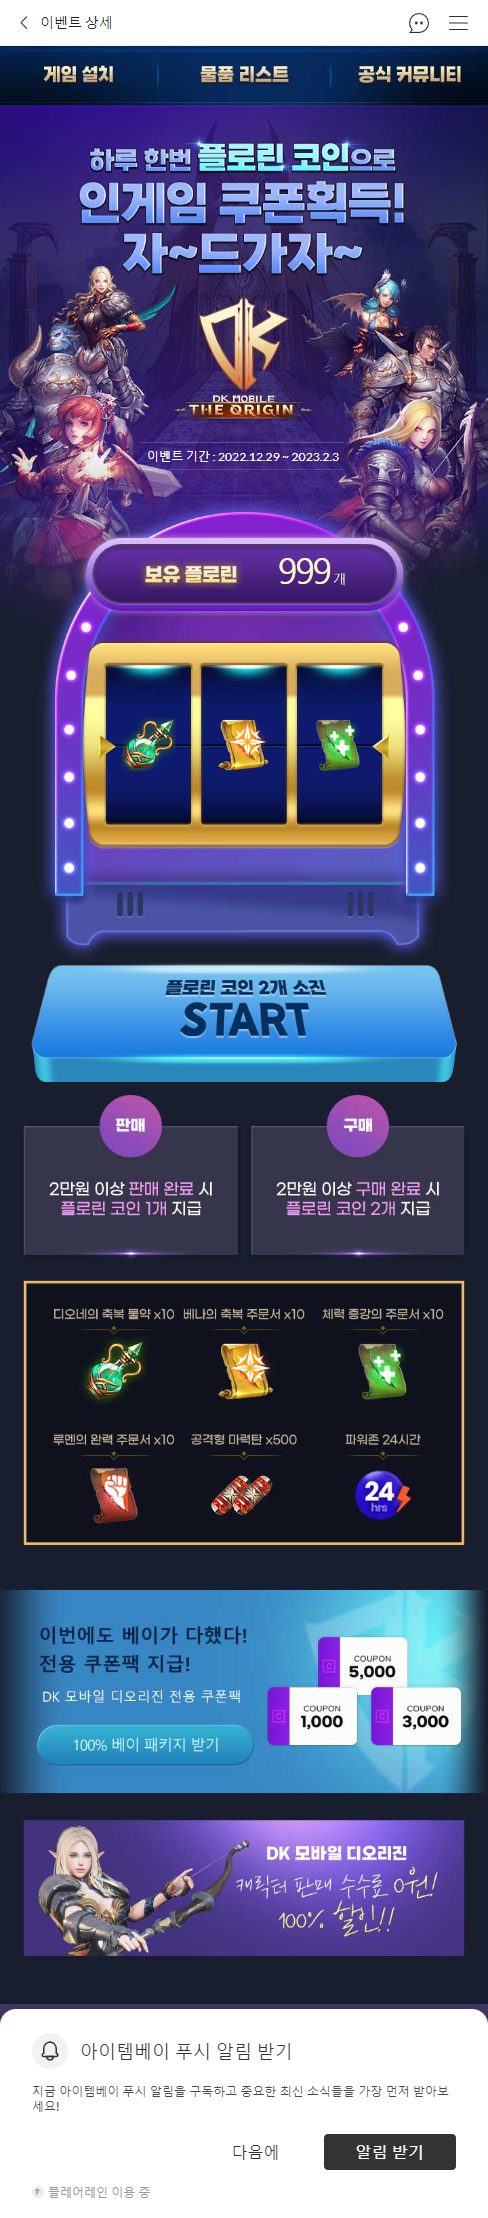 이벤트 상세
게임 설치 물품 리스트 공식 커뮤니티
하루 한번 플로린 코인으로
인게임 쿠폰획득!
자~드가자~
DK
DK MOBILE
THE ORIGIN
이벤트 기간 : 2022.12.29 ~ 2023.2.3
보유 플로린 999 개
플로린 코인 2개 소진
START
판매
2만원 이상 판매 완료 시
플로린 코인 1개 지급
구매
2만원 이상 구매 완료 시
플로린 코인 2개 지급
디오네의 축복 물약 x10 베나의 축복 주문서 x10 체력 증강의 주문서 x10
루멘의 완력 주문서 x10 공격형 마력탄 x500 파워존 24시간
24
hrs
이번에도 베이가 다했다!
전용 쿠폰팩 지급!
DK 모바일 디오리진 전용 쿠폰팩
100% 베이 패키지 받기
C COUPON
5,000
C COUPON
1,000
C COUPON
3,000
DK 모바일 디오리진
캐릭터 판매 수수료 0원!
100% 할인!!
아이템베이 푸시 알림 받기
지금 아이템베이 푸시 알림을 구독하고 중요한 최신 소식들을 가장 먼저 받아보
세요!
다음에 알림 받기
플레어레인 이용 중